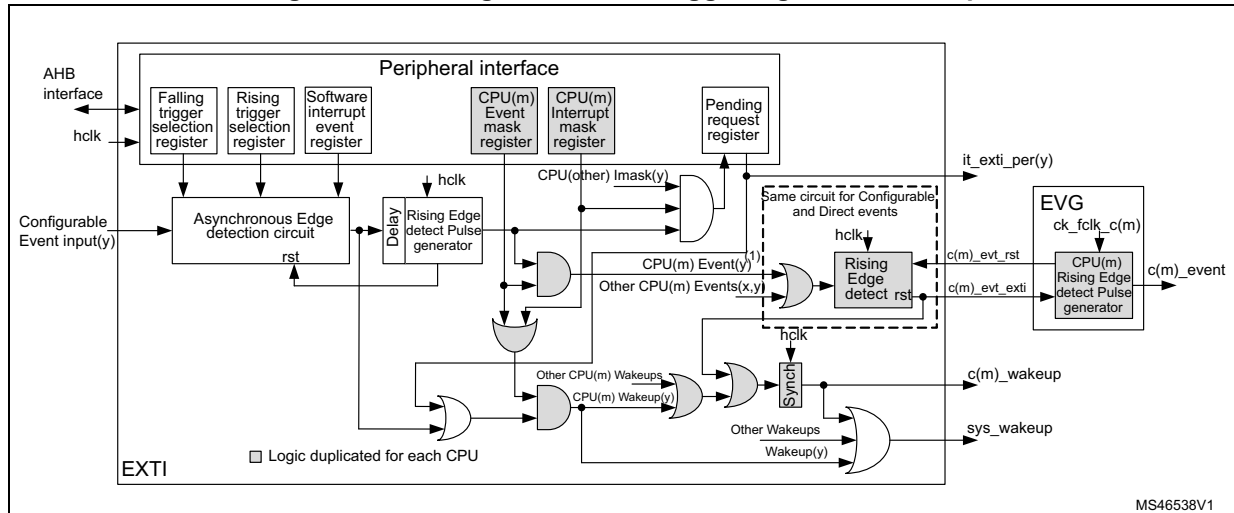 Peripheral interface
AHB
interface
hclk
Falling
trigger
selection
register
Rising
trigger
selection
register
Software
interrupt
event
register
CPU(m)
Event
mask
register
CPU(m)
Interrupt
mask
register
Pending
request
register
it_exti_per(y)
hclk
CPU(other) Imask(y)
Configurable
Event input(y)
Asynchronous Edge
detection circuit
rst
Delay
Rising Edge
detect Pulse
generator
Same circuit for Configurable
and Direct events
hclk
(1)
CPU(m) Event(y)
Other CPU(m) Events(x,y)
Rising
Edge
detect
rst
c(m)_evt_rst
c(m)_evt_exti
EVG
ck_fclk_c(m)
CPU(m)
Rising Edge
detect Pulse
generator
c(m)_event
hclk
Other CPU(m) Wakeups
CPU(m) Wakeup(y)
Synch
c(m)_wakeup
Other Wakeups
Wakeup(y)
sys_wakeup
EXTI
Logic duplicated for each CPU
MS46538V1